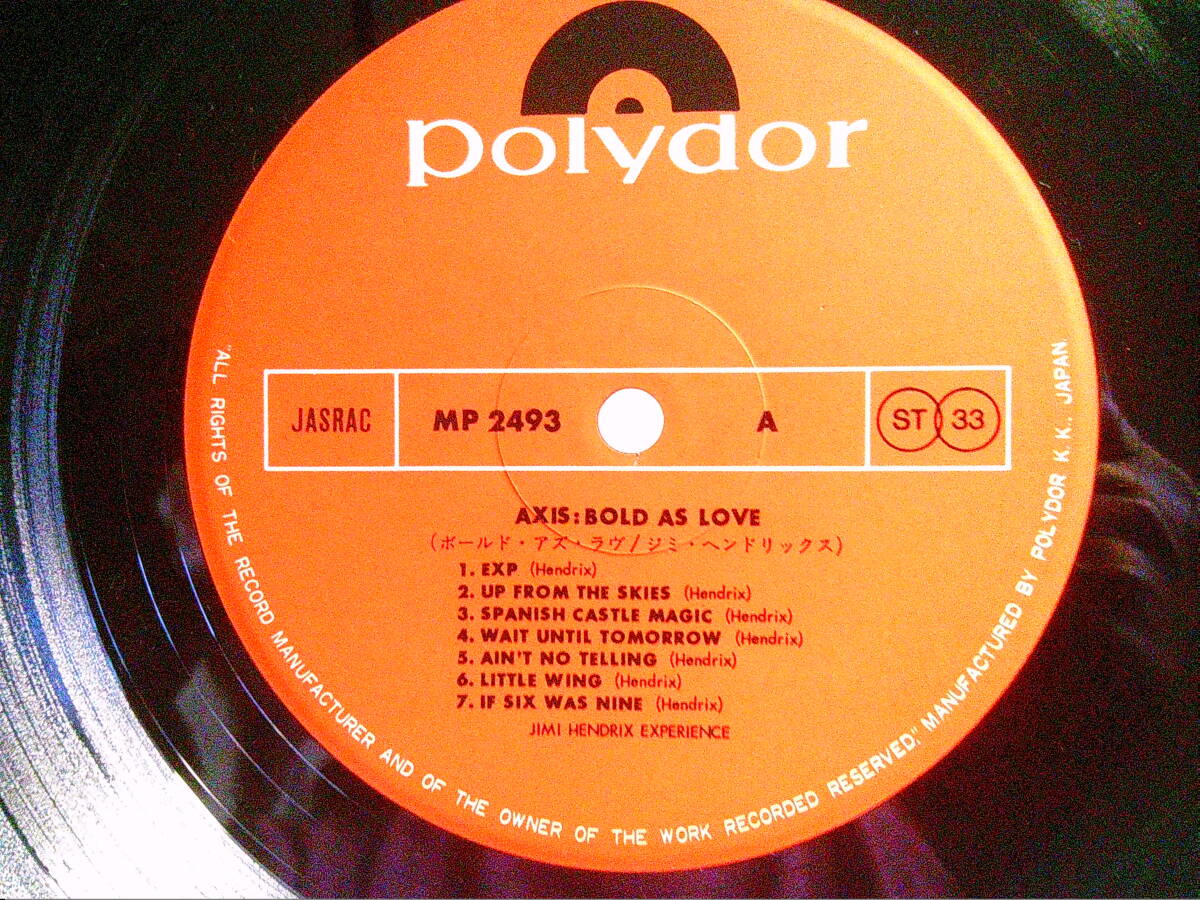 polydor
JASRAC MP 2493 A ST 33
AXIS: BOLD AS LOVE
(ボールド・アズ・ラヴ/ジミ・ヘンドリックス)
1. EXP (Hendrix)
2. UP FROM THE SKIES (Hendrix)
3. SPANISH CASTLE MAGIC (Hendrix)
4. WAIT UNTIL TOMORROW (Hendrix)
5. AIN'T NO TELLING (Hendrix)
6. LITTLE WING (Hendrix)
7. IF SIX WAS NINE (Hendrix)
JIMI HENDRIX EXPERIENCE
"ALL RIGHTS OF THE RECORD MANUFACTURER AND OF THE OWNER OF THE WORK RECORDED RESERVED." MANUFACTURED BY POLYDOR K.K., JAPAN